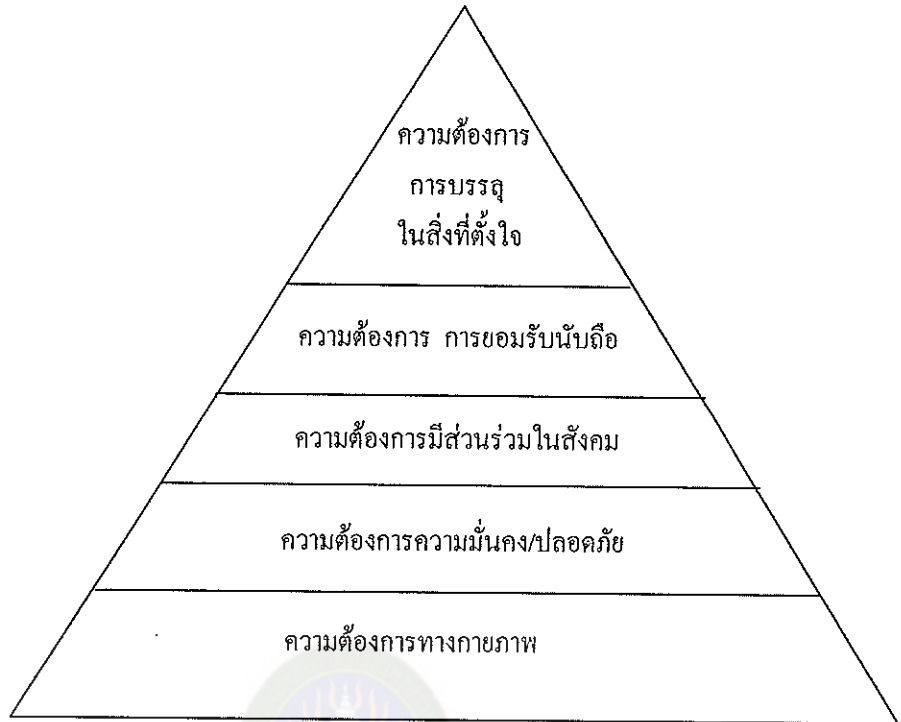 ความต้องการ
การบรรลุ
ในสิ่งที่ตั้งใจ
ความต้องการ การยอมรับนับถือ
ความต้องการมีส่วนร่วมในสังคม
ความต้องการความมั่นคง/ปลอดภัย
ความต้องการทางกายภาพ